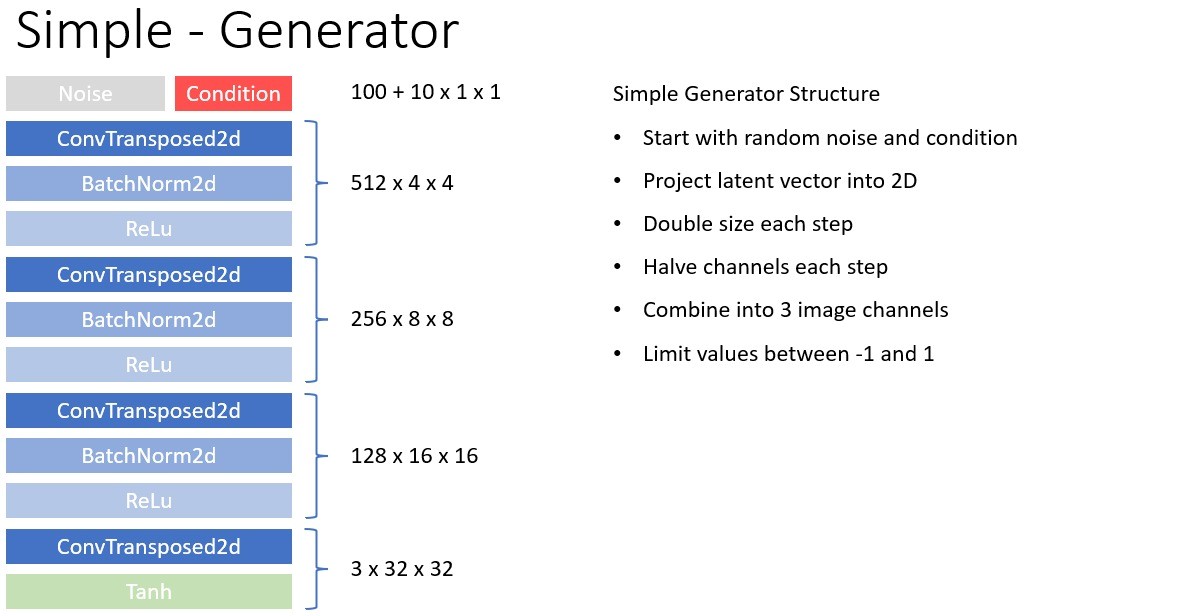 Simple - Generator
Noise
Condition
100 + 10 x 1 x 1
ConvTransposed2d
BatchNorm2d
ReLu
512 x 4 x 4
ConvTransposed2d
BatchNorm2d
ReLu
256 x 8 x 8
ConvTransposed2d
BatchNorm2d
ReLu
128 x 16 x 16
ConvTransposed2d
Tanh
3 x 32 x 32
Simple Generator Structure
• Start with random noise and condition
• Project latent vector into 2D
• Double size each step
• Halve channels each step
• Combine into 3 image channels
• Limit values between -1 and 1